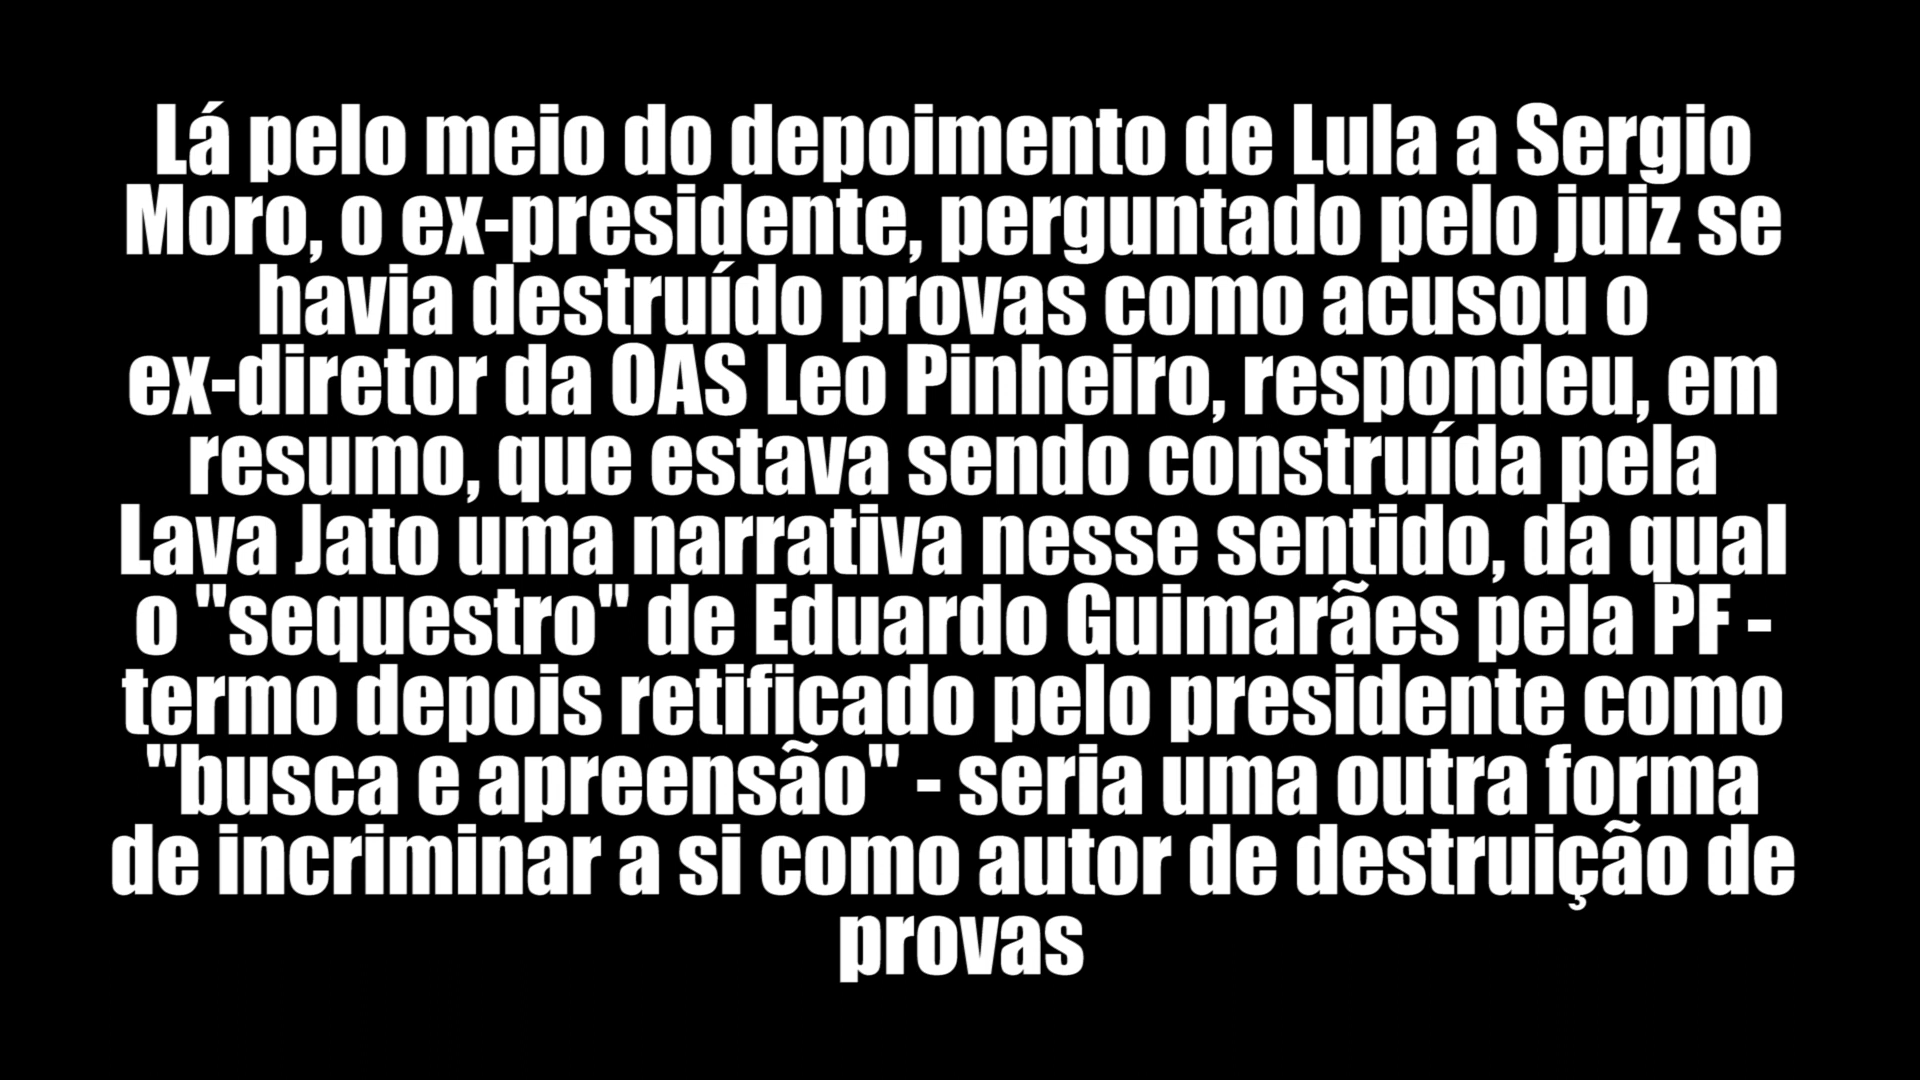 Lá pelo meio do depoimento de Lula a Sergio
Moro, o ex-presidente, perguntado pelo juiz se
havia destruído provas como acusou o
ex-diretor da OAS Leo Pinheiro, respondeu, em
resumo, que estava sendo construída pela
Lava Jato uma narrativa nesse sentido, da qual
o "sequestro" de Eduardo Guimarães pela PF -
termo depois retificado pelo presidente como
"busca e apreensão" - seria uma outra forma
de incriminar a si como autor de destruição de
provas